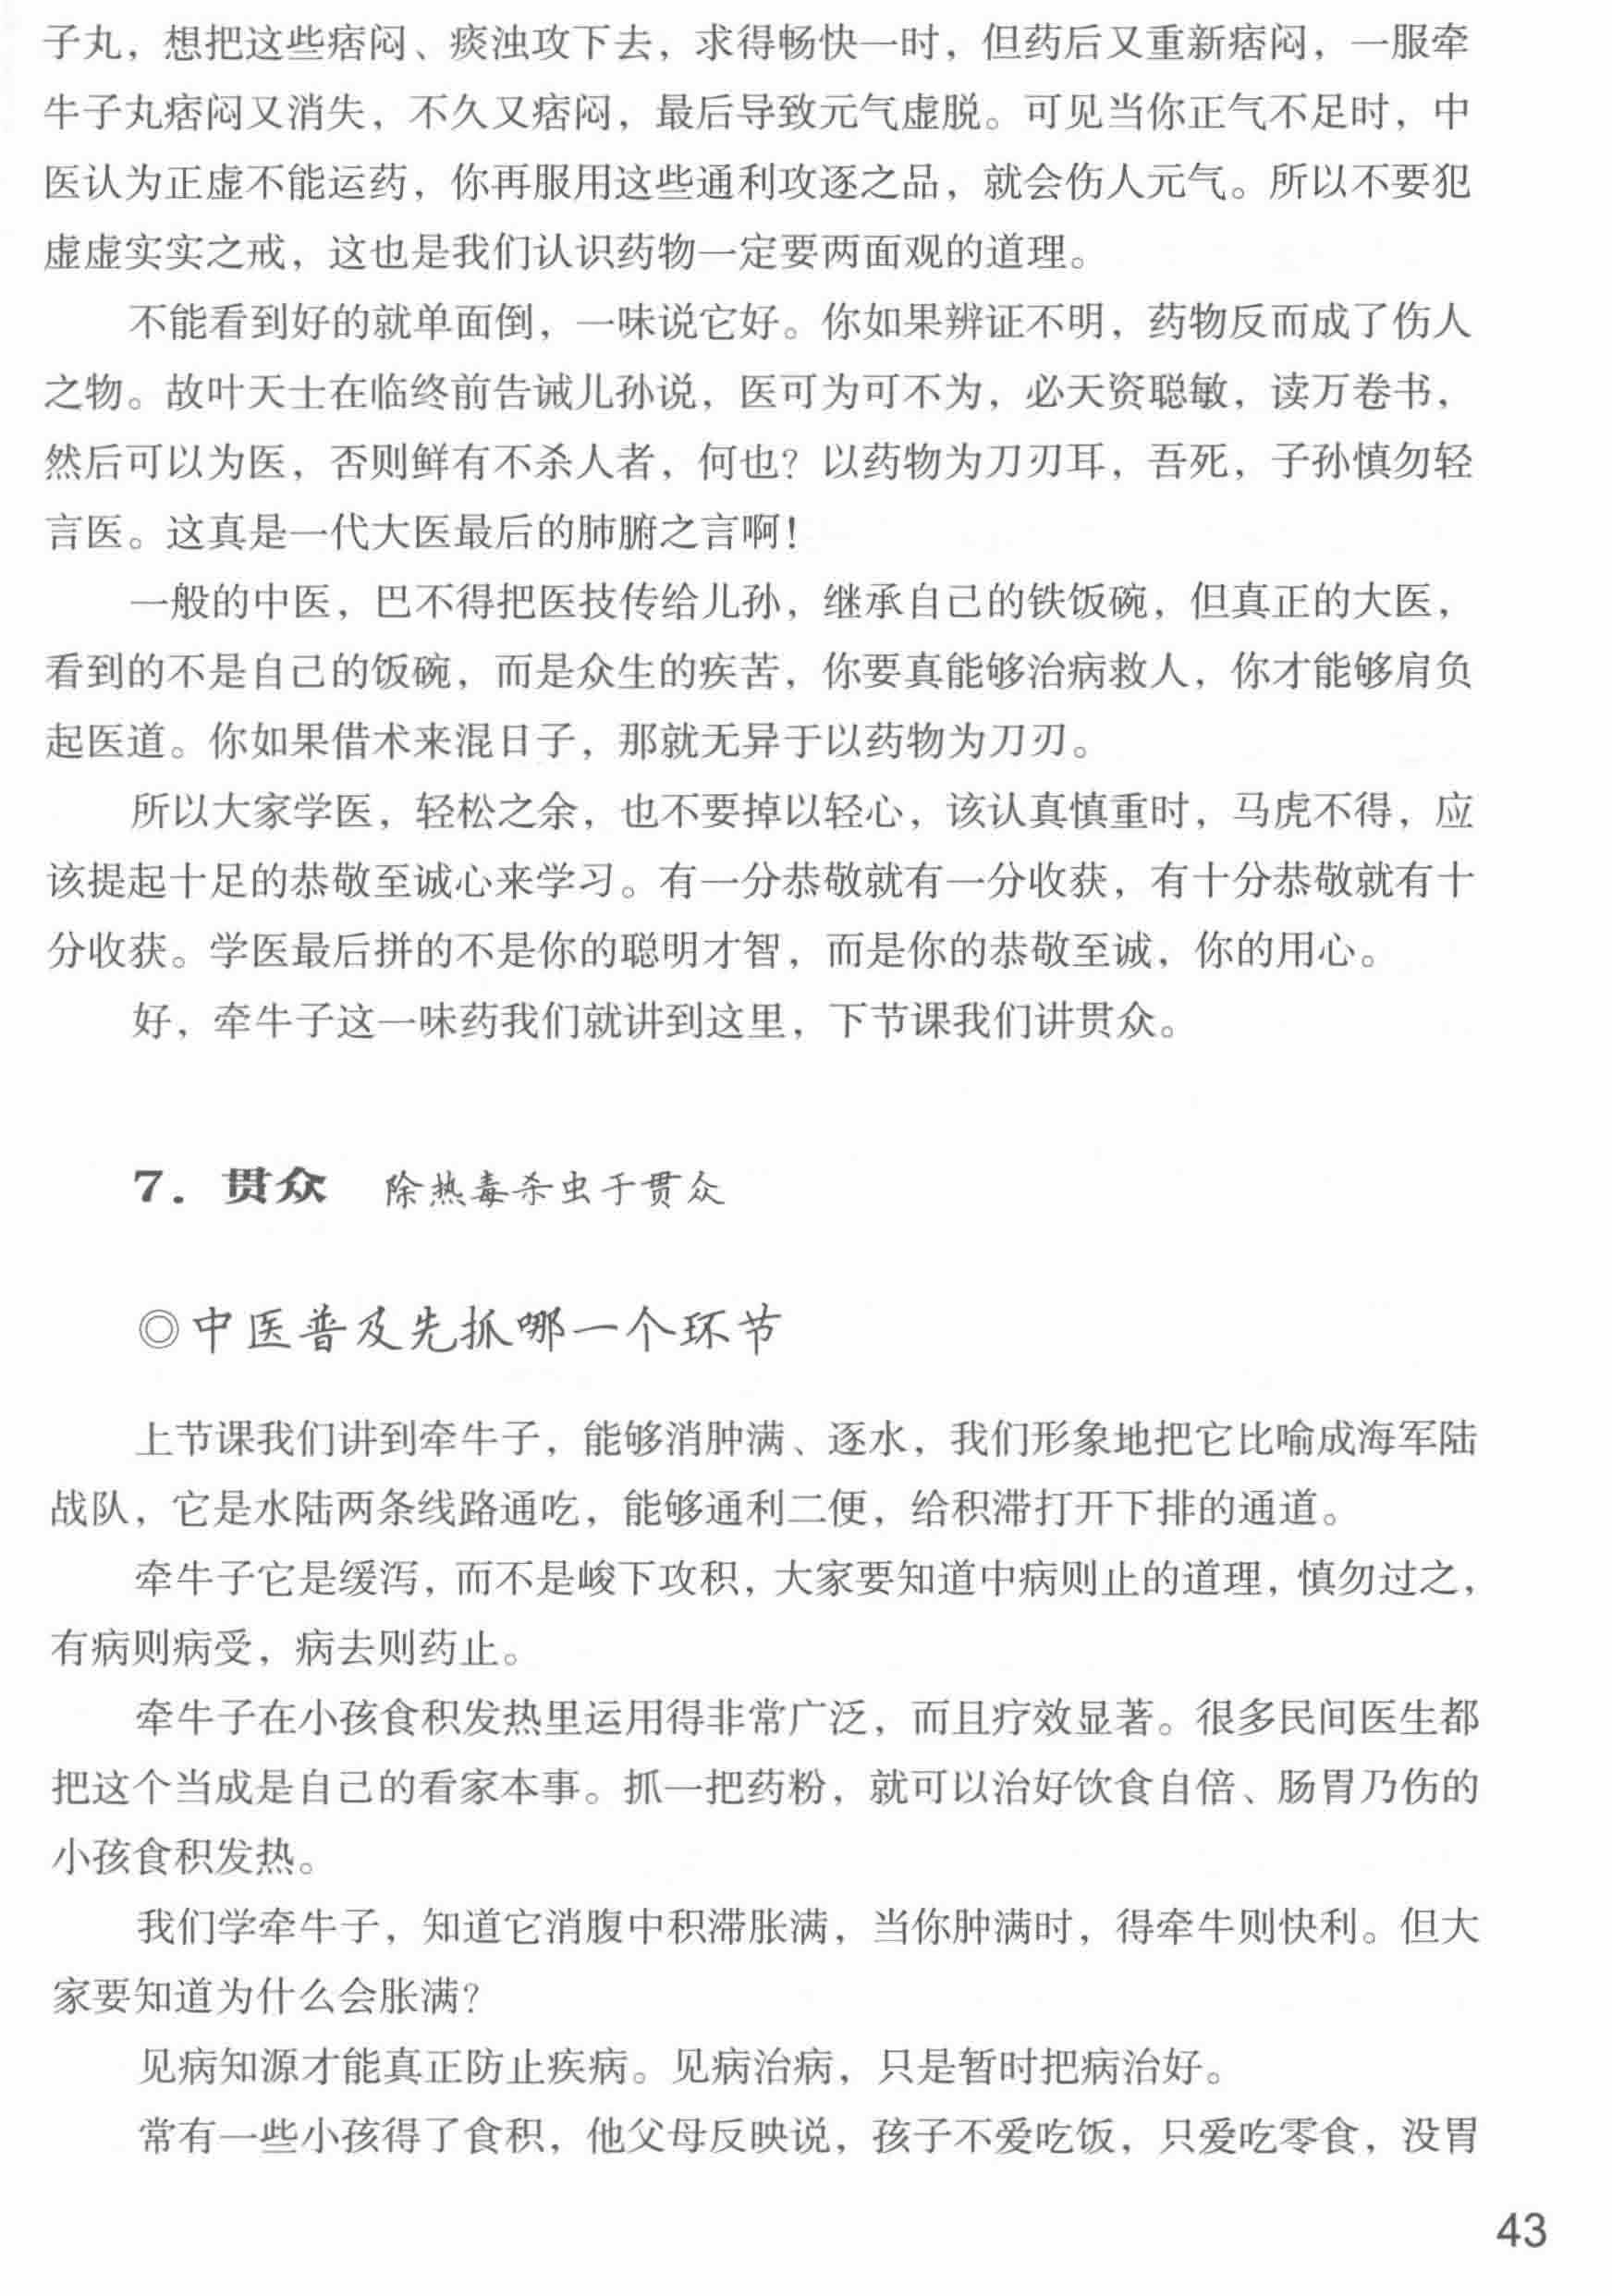 子丸，想把这些痞闷、痰浊攻下去，求得畅快一时，但药后又重新痞闷，一服牵
牛子丸痞闷又消失，不久又痞闷，最后导致元气虚脱。可见当你正气不足时，中
医认为正虚不能运药，你再服用这些通利攻逐之品，就会伤人元气。所以不要犯
虚虚实实之戒，这也是我们认识药物一定要两面观的道理。
不能看到好的就单面倒，一味说它好。你如果辨证不明，药物反而成了伤人
之物。故叶天士在临终前告诫儿孙说，医可为可不为，必天资聪敏，读万卷书，
然后可以为医，否则鲜有不杀人者，何也？以药物为刀刃耳，吾死，子孙慎勿轻
言医。这真是一代大医最后的肺腑之言啊！
一般的中医，巴不得把医技传给儿孙，继承自己的铁饭碗，但真正的大医，
看到的不是自己的饭碗，而是众生的疾苦，你要真能够治病救人，你才能够肩负
起医道。你如果借术来混日子，那就无异于以药物为刀刃。
所以大家学医，轻松之余，也不要掉以轻心，该认真慎重时，马虎不得，应
该提起十足的恭敬至诚心来学习。有一分恭敬就有一分收获，有十分恭敬就有十
分收获。学医最后拼的不是你的聪明才智，而是你的恭敬至诚，你的用心。
好，牵牛子这一味药我们就讲到这里，下节课我们讲贯众。
7. 贯众 除热毒杀虫于贯众
◎中医普及先抓哪一个环节
上节课我们讲到牵牛子，能够消肿满、逐水，我们形象地把它比喻成海军陆
战队，它是水陆两条线路通吃，能够通利二便，给积滞打开下排的通道。
牵牛子它是缓泻，而不是峻下攻积，大家要知道中病则止的道理，慎勿过之，
有病则病受，病去则药止。
牵牛子在小孩食积发热里运用得非常广泛，而且疗效显著。很多民间医生都
把这个当成是自己的看家本事。抓一把药粉，就可以治好饮食自倍、肠胃乃伤的
小孩食积发热。
我们学牵牛子，知道它消腹中积滞胀满，当你肿满时，得牵牛则快利。但大
家要知道为什么会胀满？
见病知源才能真正防止疾病。见病治病，只是暂时把病治好。
常有一些小孩得了食积，他父母反映说，孩子不爱吃饭，只爱吃零食，没胃
43